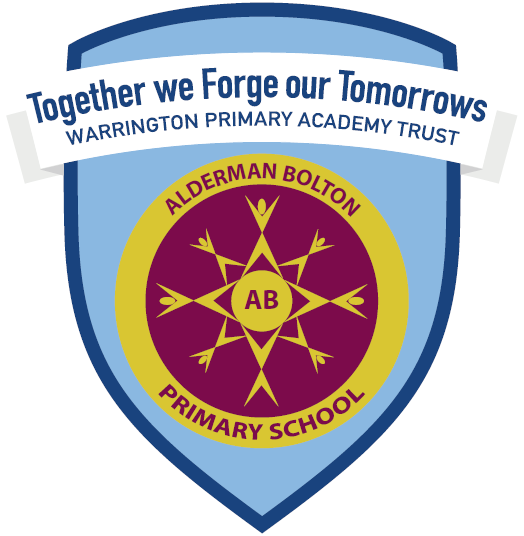 Together we Forge our Tomorrows
WARRINGTON PRIMARY ACADEMY TRUST
ALDERMAN BOLTON
AB
PRIMARY SCHOOL